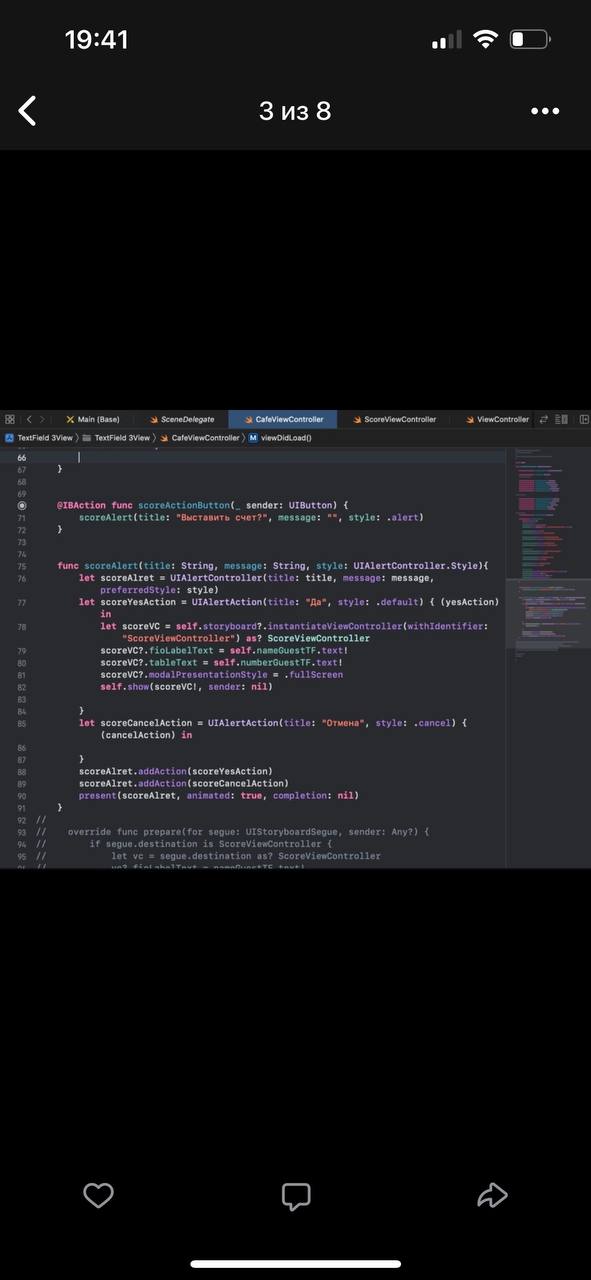 19:41
3 из 8
Main (Base) SceneDelegate CafeViewController ScoreViewController ViewController
TextField 3View TextField 3View CafeViewController M viewDidLoad()
66
67 }
68
69
@IBAction func scoreActionButton(_ sender: UIButton) {
71 scoreAlert(title: "Выставить счет?", message: "", style: .alert)
72 }
73
74
75 func scoreAlert(title: String, message: String, style: UIAlertController.Style){
76 let scoreAlret = UIAlertController(title: title, message: message,
preferredStyle: style)
77 let scoreYesAction = UIAlertAction(title: "Да", style: .default) { (yesAction)
in
78 let scoreVC = self.storyboard?.instantiateViewController(withIdentifier:
"ScoreViewController") as? ScoreViewController
79 scoreVC?.fioLabelText = self.nameGuestTF.text!
80 scoreVC?.tableText = self.numberGuestTF.text!
81 scoreVC?.modalPresentationStyle = .fullScreen
82 self.show(scoreVC!, sender: nil)
83
84 }
85 let scoreCancelAction = UIAlertAction(title: "Отмена", style: .cancel) {
(cancelAction) in
86
87 }
88 scoreAlret.addAction(scoreYesAction)
89 scoreAlret.addAction(scoreCancelAction)
90 present(scoreAlret, animated: true, completion: nil)
91 }
92 //
93 // override func prepare(for segue: UIStoryboardSegue, sender: Any?) {
94 // if segue.destination is ScoreViewController {
95 // let vc = segue.destination as? ScoreViewController
96 // vc?.fioLabelText = nameGuestTF.text!